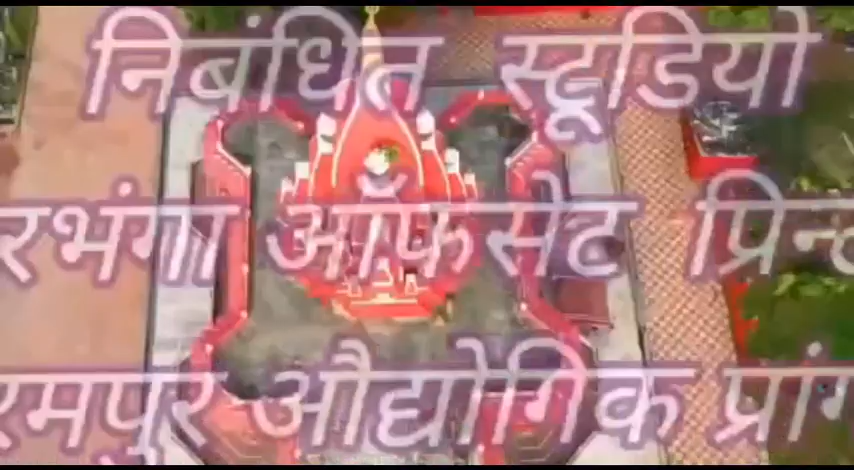 निबंधित स्टूडियो
रभंगा ऑफसेट प्रिन्ट
रमपुर औद्योगिक प्रांग